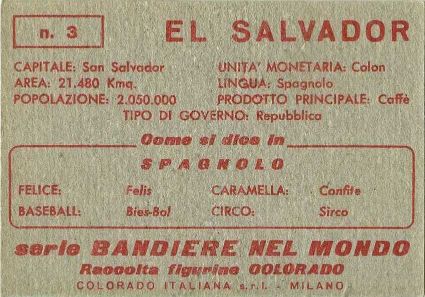 n. 3 EL SALVADOR
CAPITALE: San Salvador UNITA' MONETARIA: Colon
AREA: 21.480 Kmq. LINGUA: Spagnolo
POPOLAZIONE: 2.050.000 PRODOTTO PRINCIPALE: Caffè
TIPO DI GOVERNO: Repubblica
Come si dice in
SPAGNOLO
FELICE: Felis CARAMELLA: Confite
BASEBALL: Bies-Bol CIRCO: Sirco
serie BANDIERE NEL MONDO
Raccolta figurine COLORADO
COLORADO ITALIANA s.r.l. - MILANO